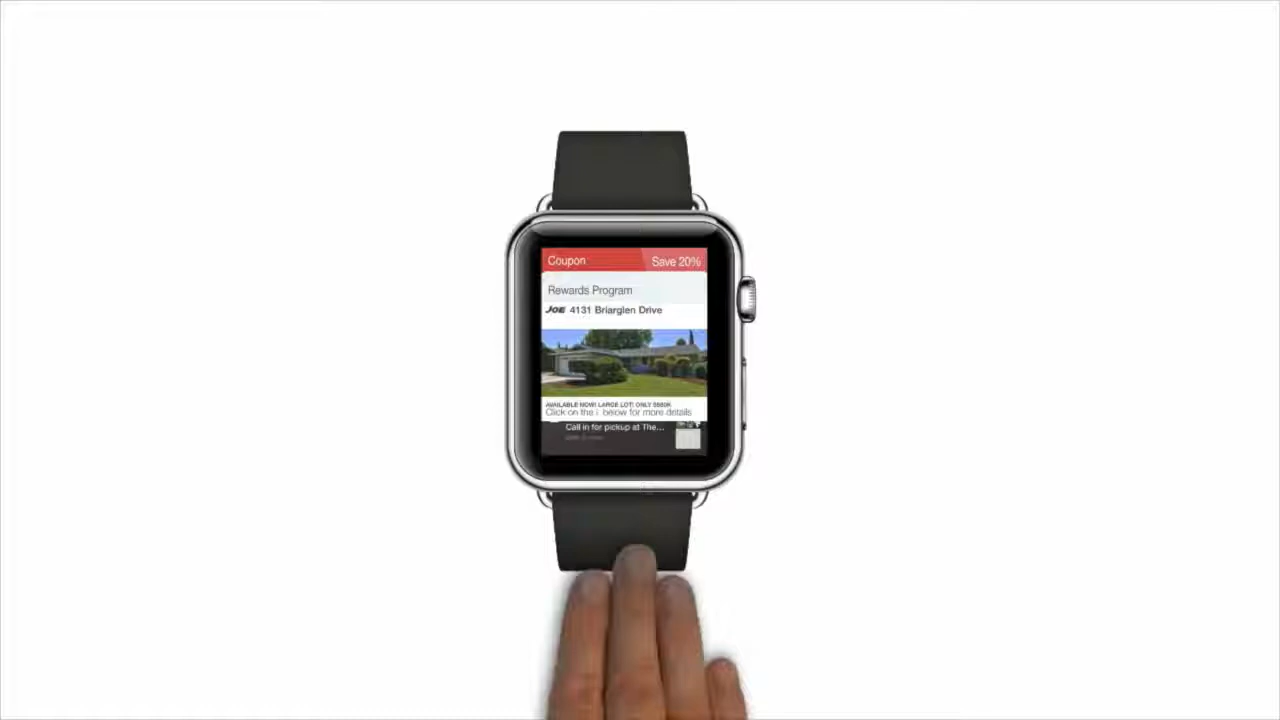 Coupon Save 20%
Rewards Program
JOE 4131 Briarglen Drive
AVAILABLE NOW! LARGE LOT! ONLY
Click on the i below for more details
Call in for pickup at The...